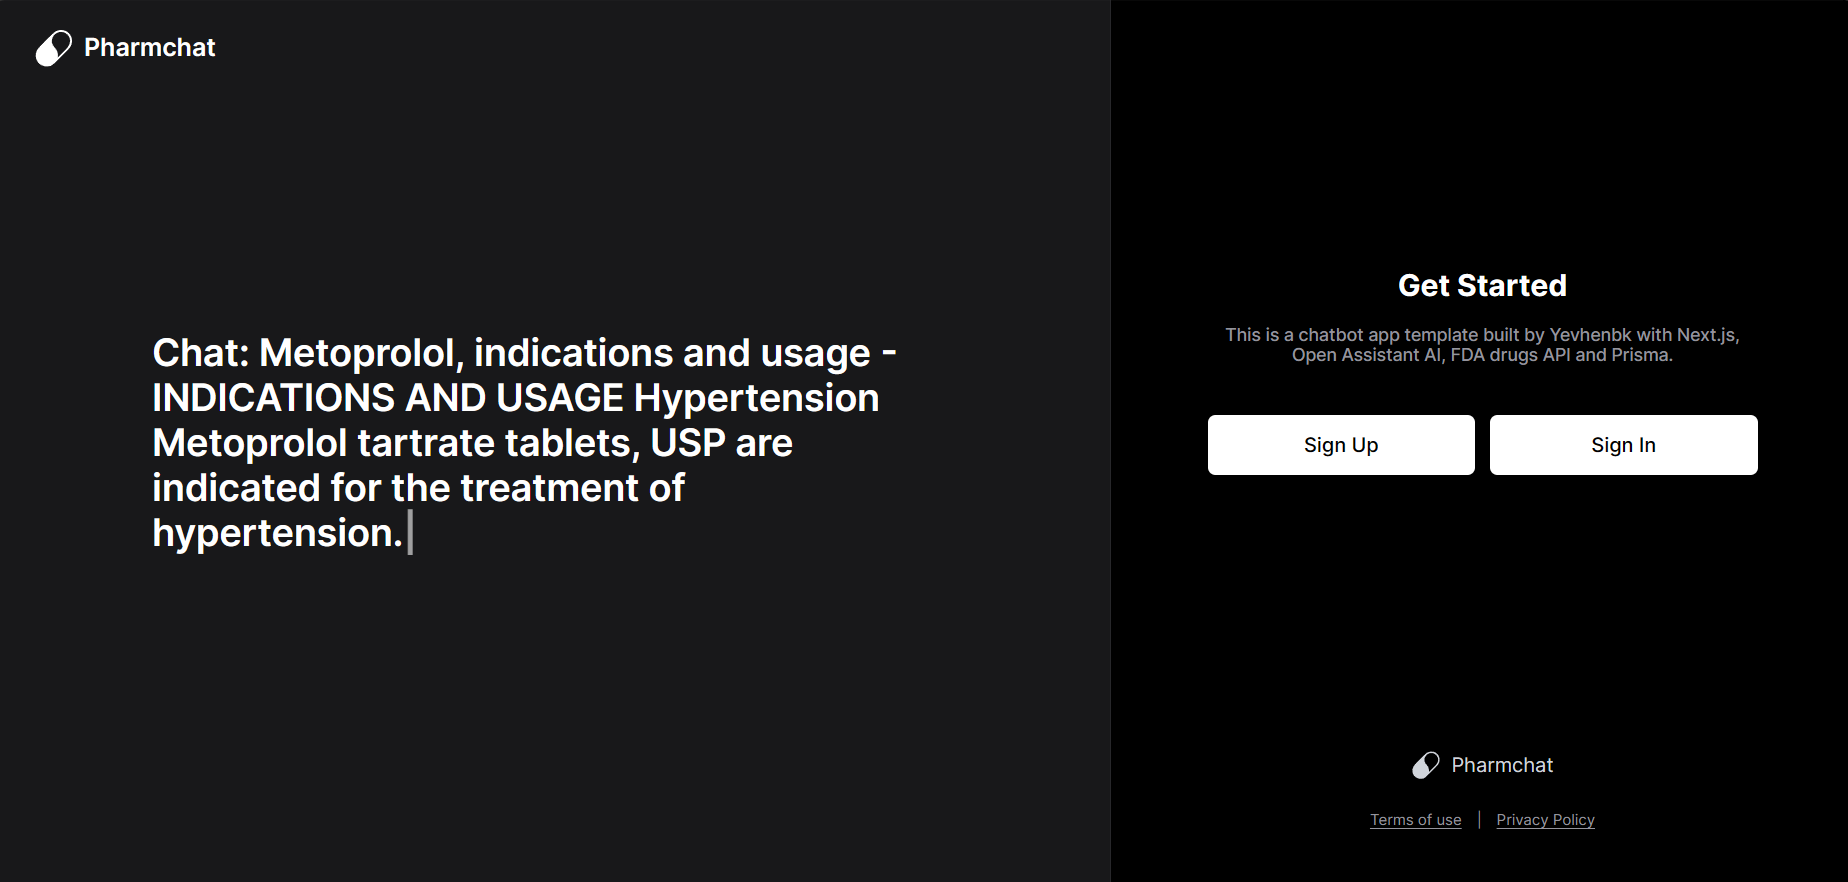 Pharmchat
Chat: Metoprolol, indications and usage -
INDICATIONS AND USAGE Hypertension
Metoprolol tartrate tablets, USP are
indicated for the treatment of
hypertension.
Get Started
This is a chatbot app template built by Yevhenbk with Next.js,
Open Assistant AI, FDA drugs API and Prisma.
Sign Up
Sign In
Pharmchat
Terms of use | Privacy Policy